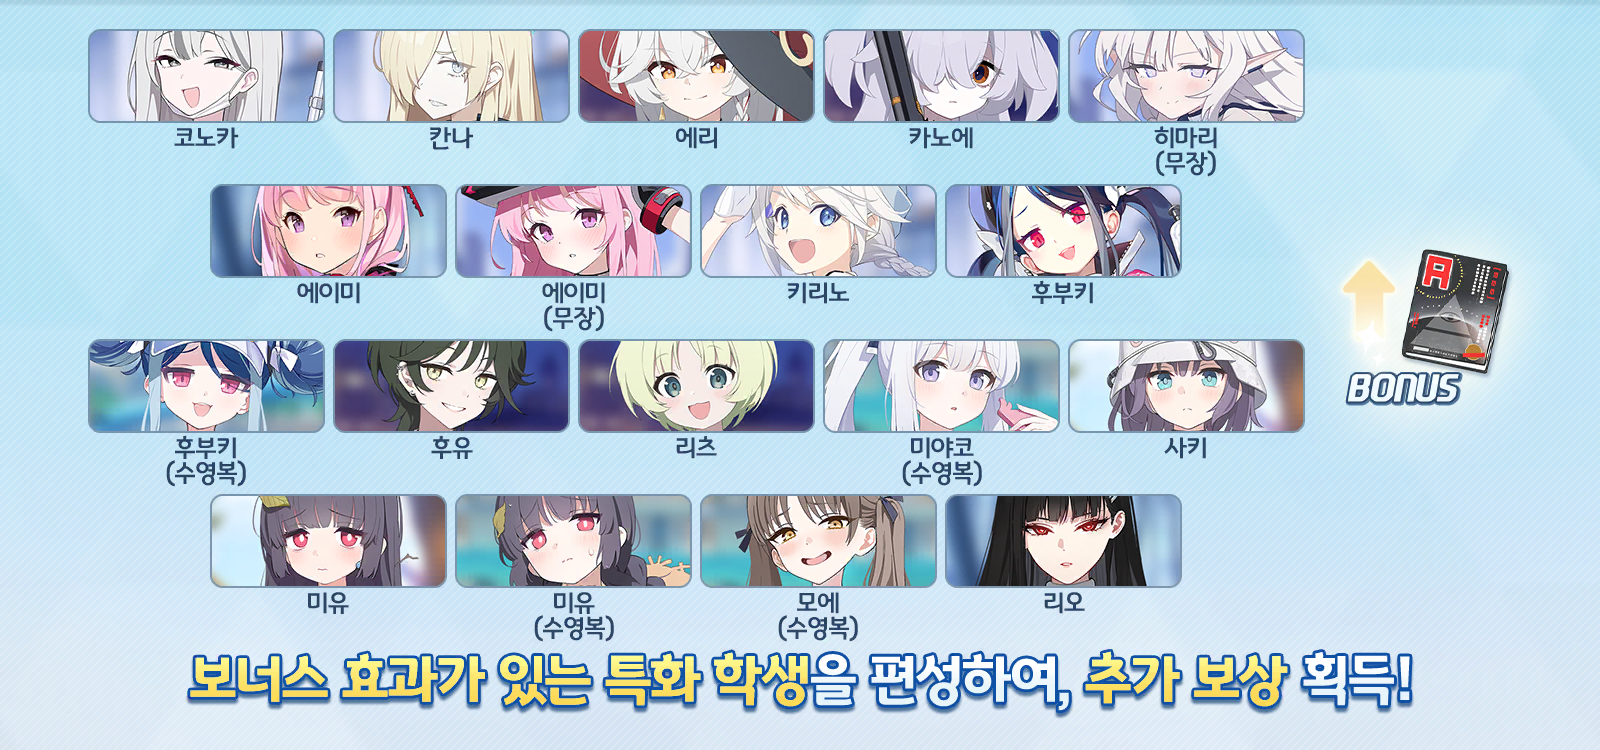 코노카
칸나
에리
카노에
히마리
(무장)
에이미
에이미
(무장)
키리노
후부키
A
BONUS
후부키
(수영복)
후유
리츠
미야코
(수영복)
사키
미유
미유
(수영복)
모에
(수영복)
리오
보너스 효과가 있는 특화 학생을 편성하여, 추가 보상 획득!